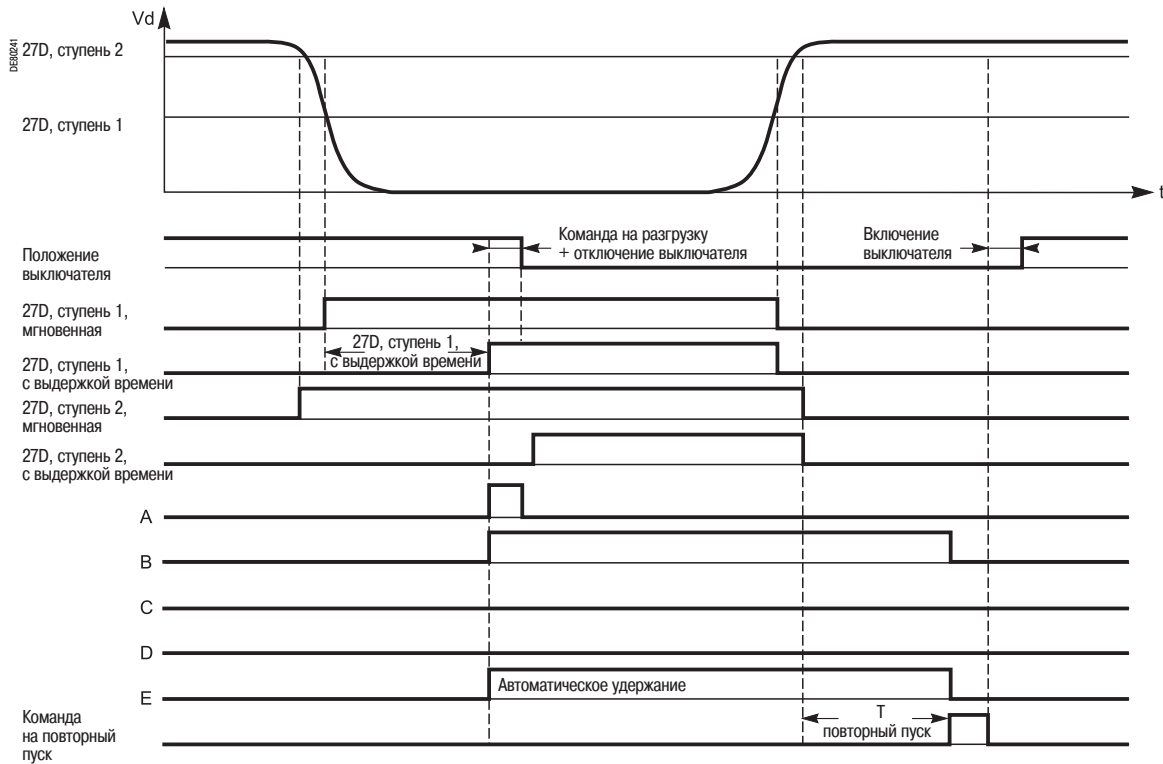 Vd
DE80241
27D, ступень 2
27D, ступень 1
t
Положение
выключателя
Команда на разгрузку
+ отключение выключателя
Включение
выключателя
27D, ступень 1,
мгновенная
27D, ступень 1,
с выдержкой времени
27D, ступень 1,
с выдержкой времени
27D, ступень 2,
мгновенная
27D, ступень 2,
с выдержкой времени
A
B
C
D
E
Автоматическое удержание
Команда
на повторный
пуск
T
повторный пуск